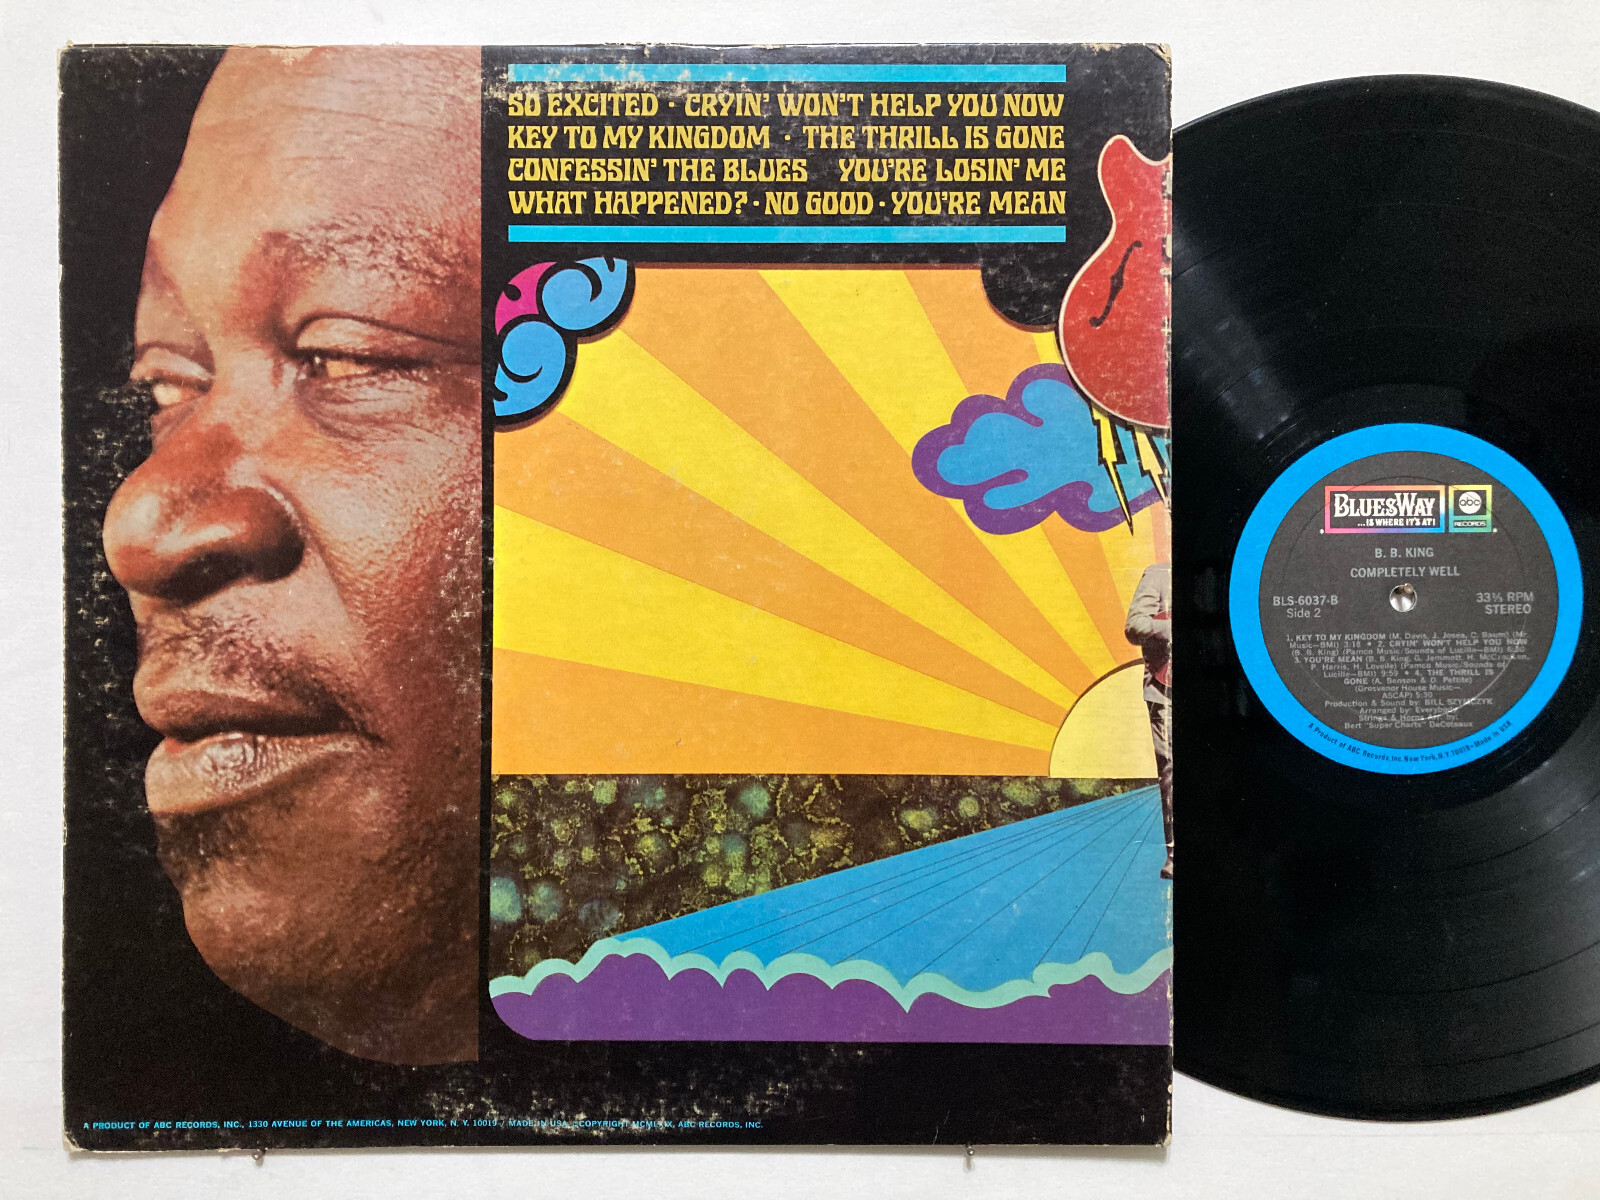 SO EXCITED · CRYIN' WON'T HELP YOU NOW
KEY TO MY KINGDOM · THE THRILL IS GONE
CONFESSIN' THE BLUES YOU'RE LOSIN' ME
WHAT HAPPENED? · NO GOOD · YOU'RE MEAN
A PRODUCT OF ABC RECORDS, INC., 1330 AVENUE OF THE AMERICAS, NEW YORK, N. Y. 10019 / MADE IN USA / ©COPYRIGHT MCMLXIX, ABC RECORDS, INC.
BLUESWAY
...IS WHERE IT'S AT!
abc
RECORDS
B. B. KING
COMPLETELY WELL
BLS-6037-B
Side 2
33⅓ RPM
STEREO
1. KEY TO MY KINGDOM (M. Davis, J. Josea, C. Baum) (Mr.
Music—BMI) 3:18 • 2. CRYIN' WON'T HELP YOU NOW
(B. B. King) (Pamco Music/Sounds of Lucille—BMI) 6:30
3. YOU'RE MEAN (B. B. King, G. Jemmott, H. McCracken,
P. Harris, H. Lovelle) (Pamco Music/Sounds of
Lucille—BMI) 9:59 • 4. THE THRILL IS
GONE (A. Benson & D. Pettite)
(Grosvenor House Music—
ASCAP) 5:30
Production & Sound by: BILL SZYMCZYK
Arranged by: Everybody
Strings & Horns Arr. by:
Bert "Super Charts" DeCoteaux
A Product of ABC Records, Inc. New York, N.Y. 10019 • Made in USA